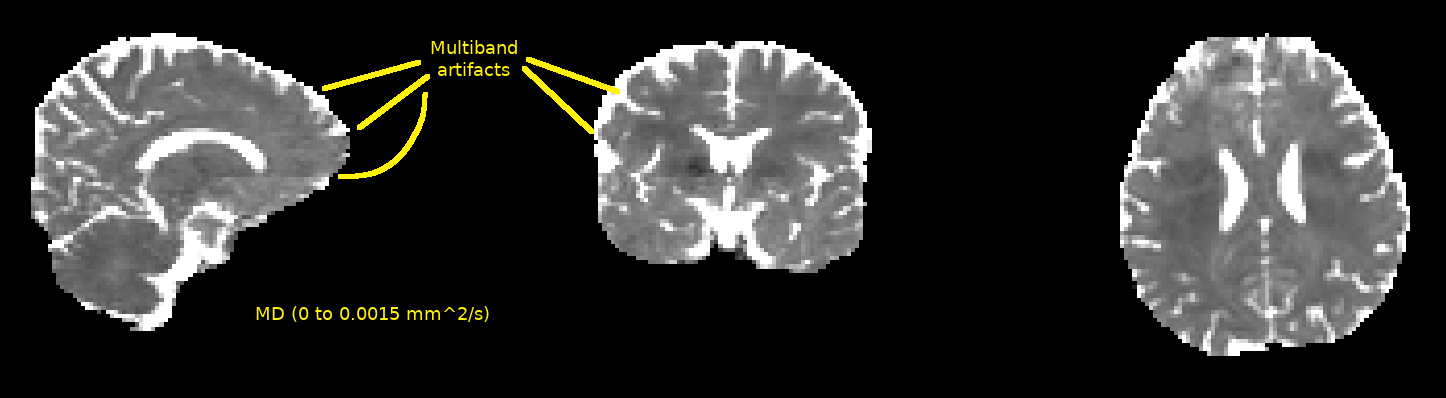 Multiband
artifacts
MD (0 to 0.0015 mm^2/s)